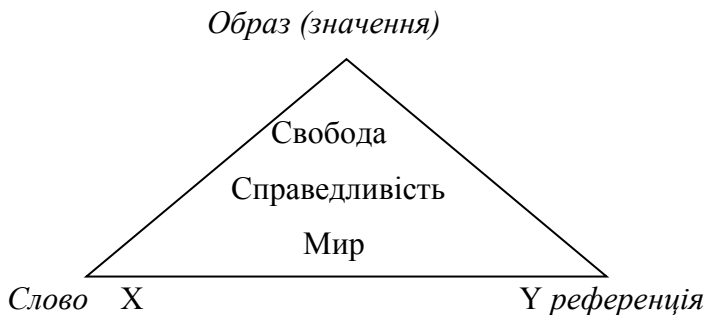 Образ (значення)
Свобода
Справедливість
Мир
Слово X Y референція